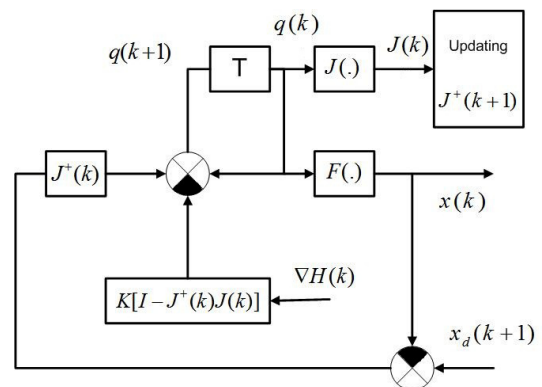 q(k)
q(k+1)
T
J(.)
J(k)
Updating
J⁺(k+1)
J⁺(k)
F(.)
x(k)
∇H(k)
K[I−J⁺(k)J(k)]
x_d(k+1)